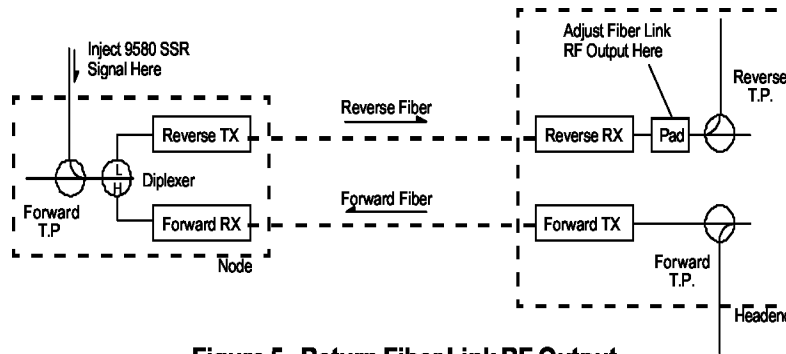 Inject 9580 SSR
Signal Here
Adjust Fiber Link
RF Output Here
Reverse
T.P.
Reverse TX
Reverse Fiber
Reverse RX
Pad
L
H
Diplexer
Forward
T.P
Forward RX
Forward Fiber
Forward TX
Node
Forward
T.P.
Headend
Figure 5 Return Fiber Link RF Output